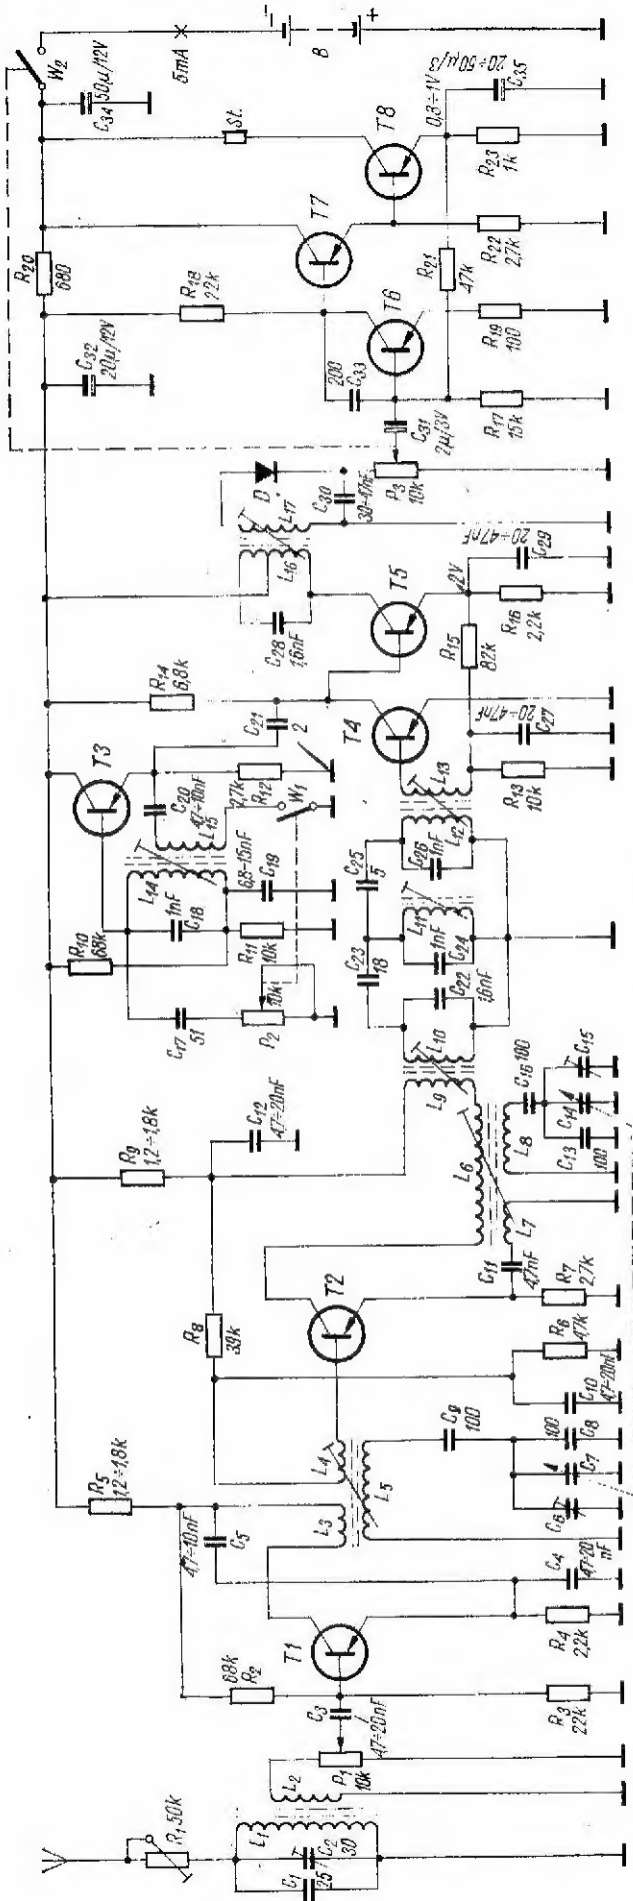 R₁ 50k
L₁
C₁
25
C₂
30
L₂
P₁
10k
C₃
47÷20nF
68k
R₂
T1
R₃
22k
R₄
2,2k
C₄
47÷20
nF
R₅
1,2÷1,8k
4,7÷10nF
C₅
L₃
L₄
L₅
C₉
100
C₆
C₇
100
C₈
C₁₀
47÷20nF
R₆
47k
R₈
39k
T2
R₇
2,7k
C₁₁
47nF
R₉
1,2÷1,8k
C₁₂
47÷20nF
L₆
L₇
L₈
L₉
L₁₀
C₁₆
100
C₁₃
100
C₁₄
C₁₅
C₁₇
51
P₂
10k
R₁₀
68k
R₁₁
10k
L₁₄
1nF
C₁₈
6,8-15nF
C₁₉
T3
C₂₀
47÷10nF
L₁₅
2,7k
R₁₂
W₁
C₂₁
2
R₁₄
6,8k
C₂₂
1,6nF
C₂₃
18
L₁₁
1nF
C₂₄
C₂₅
5
C₂₆
1nF
L₁₂
L₁₃
T4
R₁₃
10k
20÷47nF
C₂₇
R₁₅
82k
T5
2V
R₁₆
2,2k
20÷47nF
C₂₉
C₂₈
1,6nF
L₁₆
L₁₇
D
C₃₀
30÷47nF
P₃
10k
C₃₁
2µ/3V
C₃₂
20µ/12V
R₁₈
22k
200
C₃₃
T6
R₁₇
15k
R₁₉
100
R₂₀
680
T7
R₂₁
47k
R₂₂
2,7k
T8
0,8÷1V
R₂₃
1k
20÷50µ/3
C₃₅
St.
C₃₄
50µ/12V
W₂
5mA
−
B
+